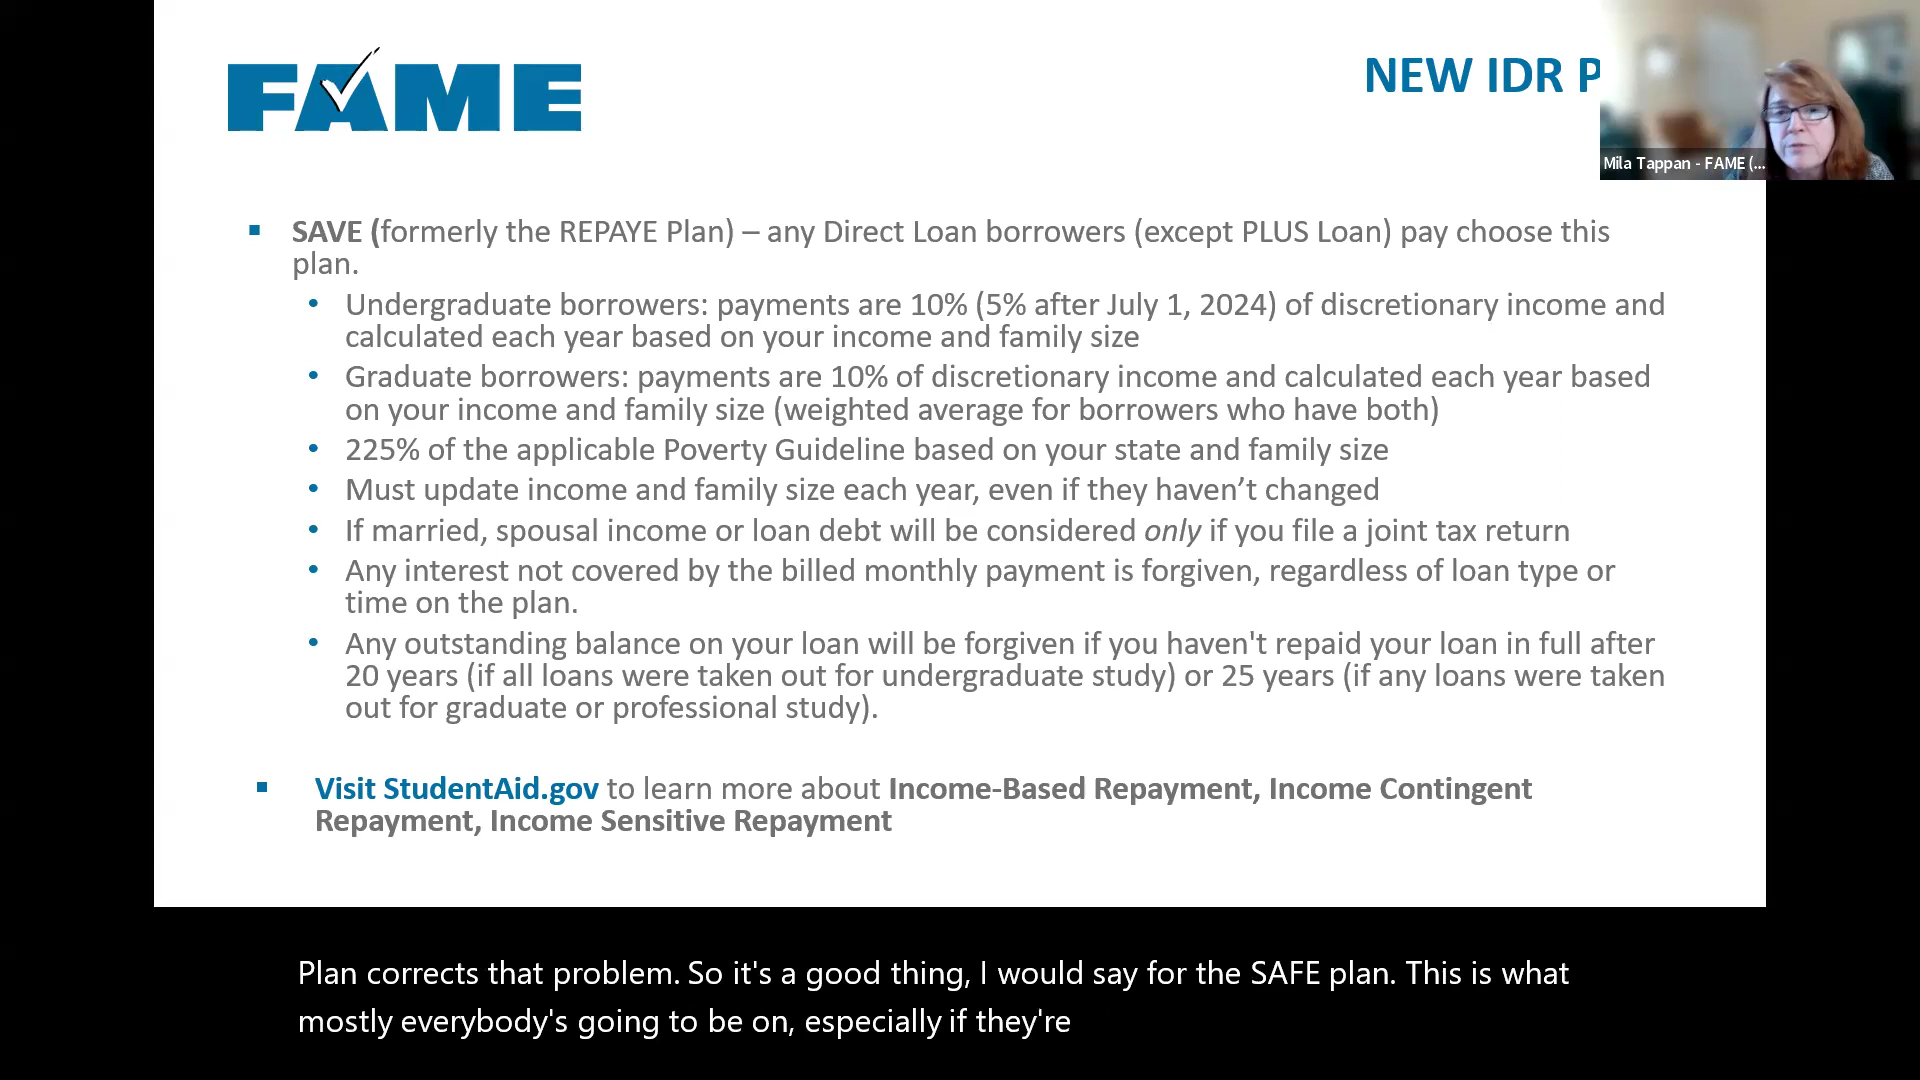 FAME
NEW IDR P
Mila Tappan - FAME (...
▪ SAVE (formerly the REPAYE Plan) – any Direct Loan borrowers (except PLUS Loan) pay choose this
plan.
• Undergraduate borrowers: payments are 10% (5% after July 1, 2024) of discretionary income and
calculated each year based on your income and family size
• Graduate borrowers: payments are 10% of discretionary income and calculated each year based
on your income and family size (weighted average for borrowers who have both)
• 225% of the applicable Poverty Guideline based on your state and family size
• Must update income and family size each year, even if they haven’t changed
• If married, spousal income or loan debt will be considered only if you file a joint tax return
• Any interest not covered by the billed monthly payment is forgiven, regardless of loan type or
time on the plan.
• Any outstanding balance on your loan will be forgiven if you haven't repaid your loan in full after
20 years (if all loans were taken out for undergraduate study) or 25 years (if any loans were taken
out for graduate or professional study).
▪ Visit StudentAid.gov to learn more about Income-Based Repayment, Income Contingent
Repayment, Income Sensitive Repayment
Plan corrects that problem. So it's a good thing, I would say for the SAFE plan. This is what
mostly everybody's going to be on, especially if they're